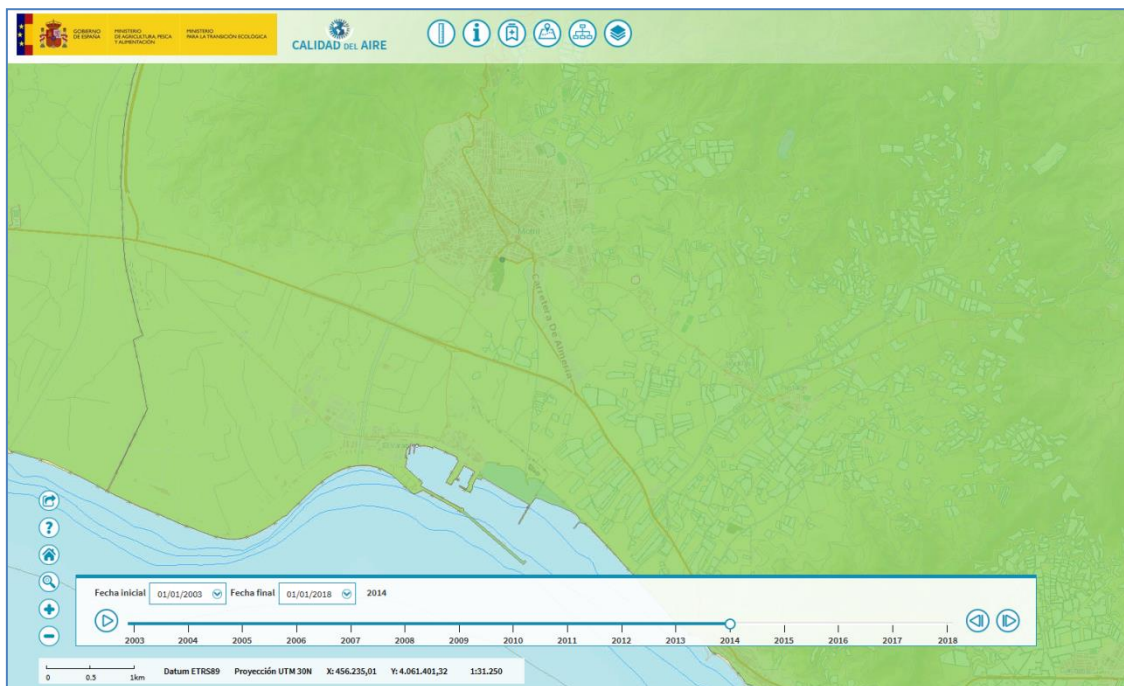 GOBIERNO
DE ESPAÑA
MINISTERIO
DE AGRICULTURA, PESCA
Y ALIMENTACIÓN
MINISTERIO
PARA LA TRANSICIÓN ECOLÓGICA
CALIDAD DEL AIRE
Carretera De Almería
Fecha inicial 01/01/2003 Fecha final 01/01/2018 2014
2003 2004 2005 2006 2007 2008 2009 2010 2011 2012 2013 2014 2015 2016 2017 2018
0 0.5 1km Datum ETRS89 Proyección UTM 30N X: 456.235,01 Y: 4.061.401,32 1:31.250